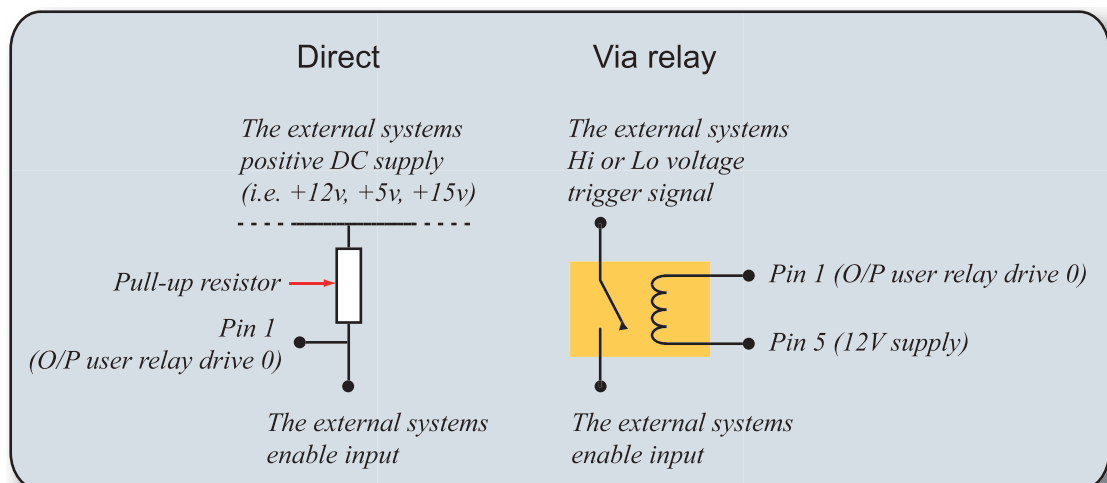 Direct
The external systems
positive DC supply
(i.e. +12v, +5v, +15v)
Pull-up resistor
Pin 1
(O/P user relay drive 0)
The external systems
enable input
Via relay
The external systems
Hi or Lo voltage
trigger signal
Pin 1 (O/P user relay drive 0)
Pin 5 (12V supply)
The external systems
enable input